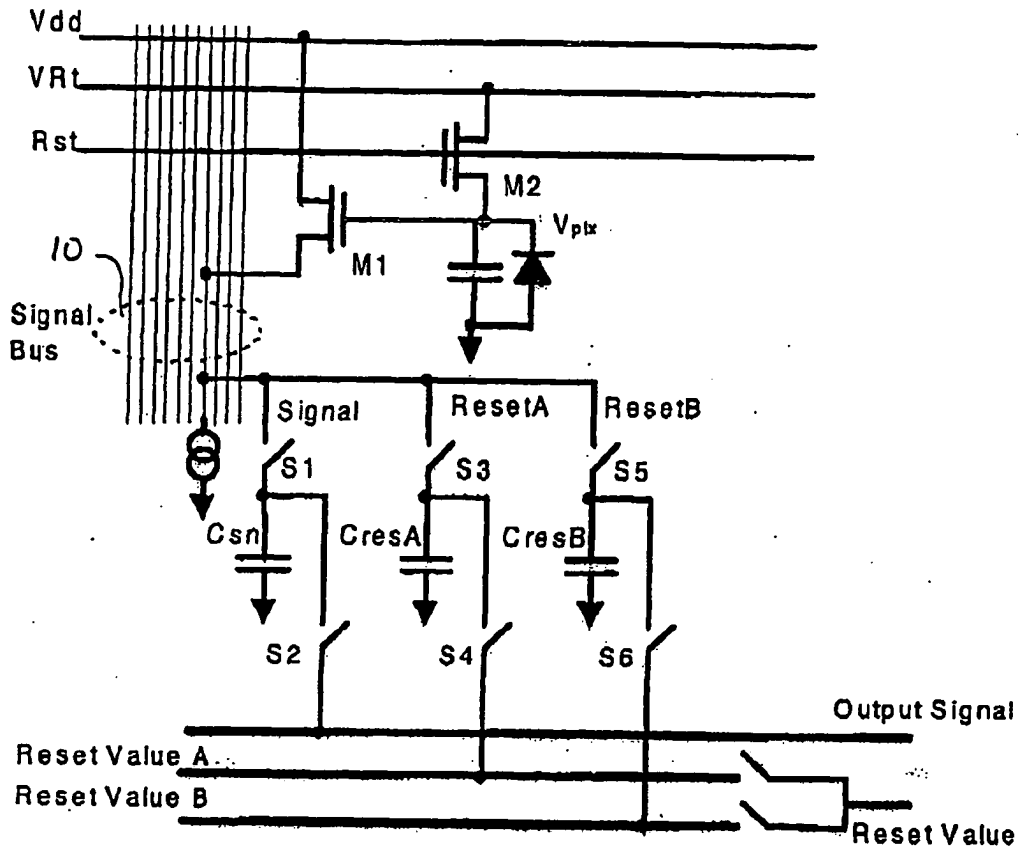 Vdd
VRt
Rst
M2
Vpix
M1
10
Signal
Bus
Signal
ResetA
ResetB
S1
S3
S5
Csn
CresA
CresB
S2
S4
S6
Output Signal
Reset Value A
Reset Value B
Reset Value